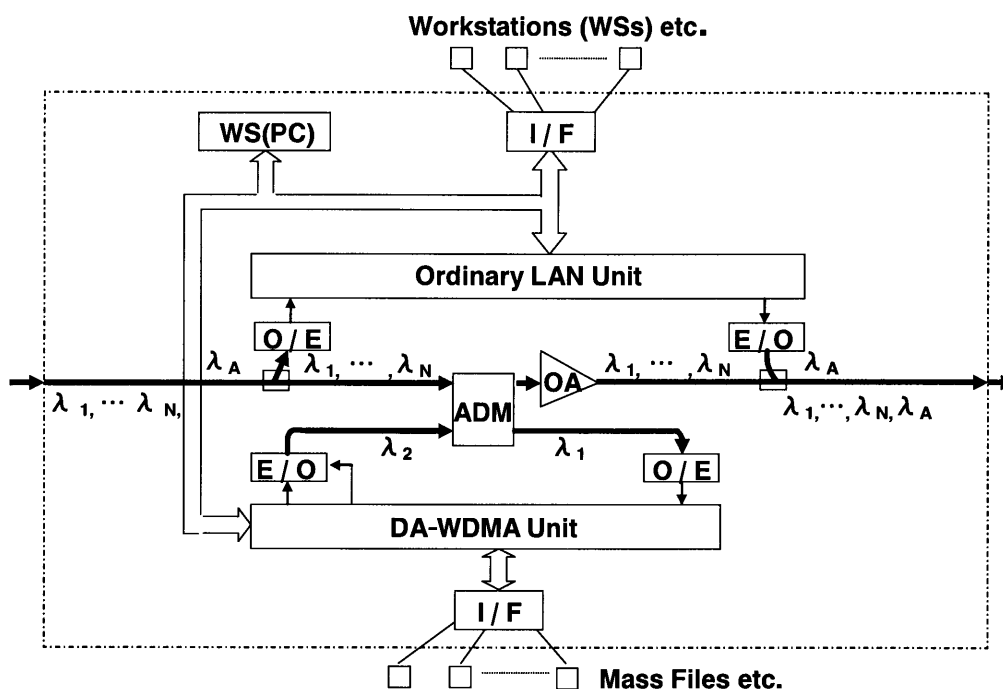 Workstations (WSs) etc.
WS(PC)
I / F
Ordinary LAN Unit
O / E
E / O
λ A
λ 1, ··· , λ N
OA
λ 1, ··· , λ N
λ A
λ 1, ··· λ N,
ADM
λ 1,···, λ N, λ A
λ 2
λ 1
E / O
O / E
DA-WDMA Unit
I / F
Mass Files etc.